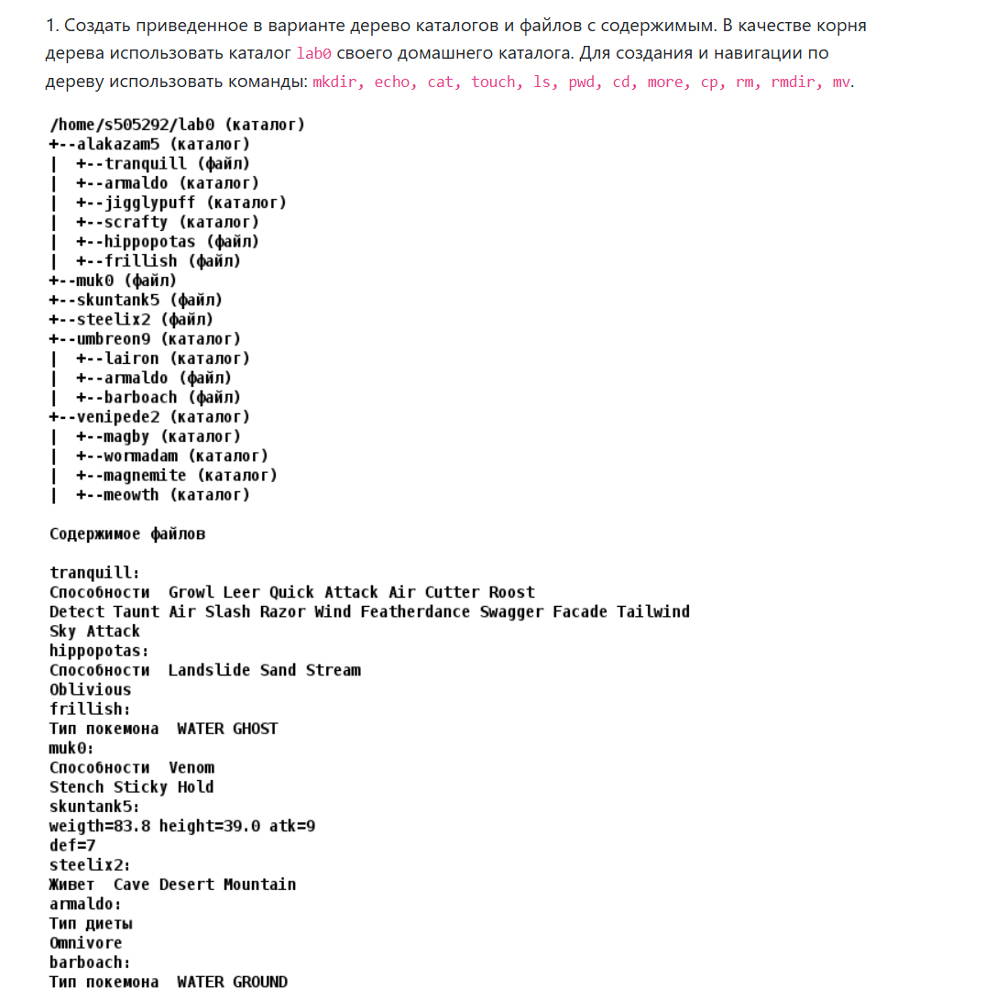 1. Создать приведенное в варианте дерево каталогов и файлов с содержимым. В качестве корня
дерева использовать каталог lab0 своего домашнего каталога. Для создания и навигации по
дереву использовать команды: mkdir, echo, cat, touch, ls, pwd, cd, more, cp, rm, rmdir, mv.
/home/s505292/lab0 (каталог)
+--alakazam5 (каталог)
|  +--tranquill (файл)
|  +--armaldo (каталог)
|  +--jigglypuff (каталог)
|  +--scrafty (каталог)
|  +--hippopotas (файл)
|  +--frillish (файл)
+--muk0 (файл)
+--skuntank5 (файл)
+--steelix2 (файл)
+--umbreon9 (каталог)
|  +--lairon (каталог)
|  +--armaldo (файл)
|  +--barboach (файл)
+--venipede2 (каталог)
|  +--magby (каталог)
|  +--wormadam (каталог)
|  +--magnemite (каталог)
|  +--meowth (каталог)
Содержимое файлов
tranquill:
Способности  Growl Leer Quick Attack Air Cutter Roost
Detect Taunt Air Slash Razor Wind Featherdance Swagger Facade Tailwind
Sky Attack
hippopotas:
Способности  Landslide Sand Stream
Oblivious
frillish:
Тип покемона  WATER GHOST
muk0:
Способности  Venom
Stench Sticky Hold
skuntank5:
weigth=83.8 height=39.0 atk=9
def=7
steelix2:
Живет  Cave Desert Mountain
armaldo:
Тип диеты
Omnivore
barboach:
Тип покемона  WATER GROUND